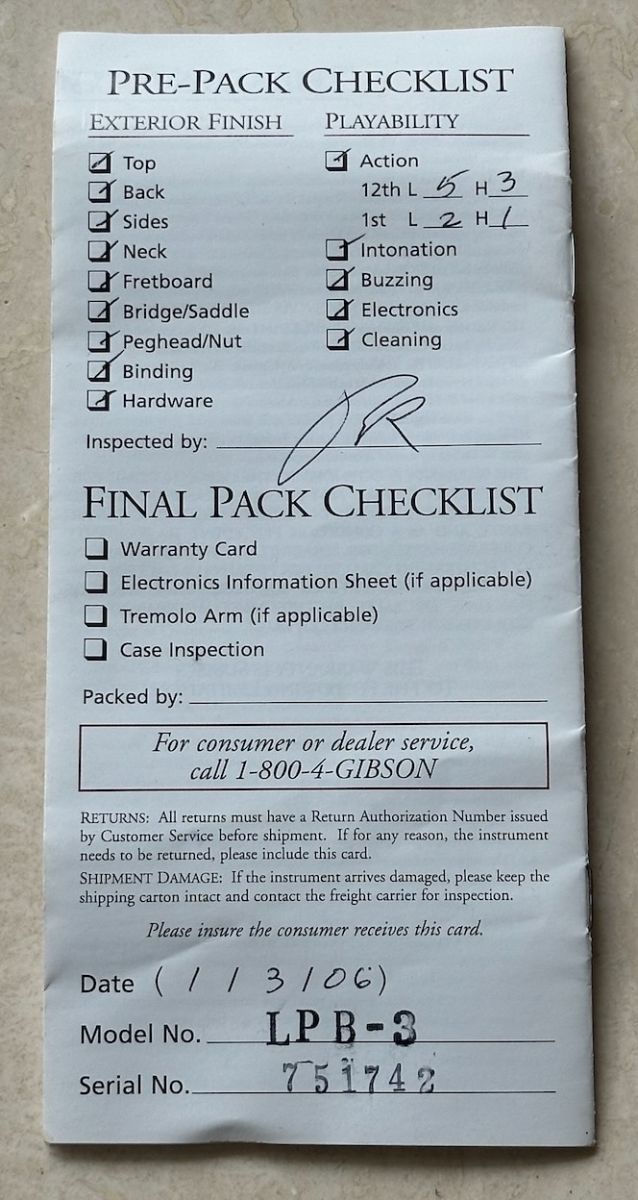 PRE-PACK CHECKLIST
EXTERIOR FINISH
Top
Back
Sides
Neck
Fretboard
Bridge/Saddle
Peghead/Nut
Binding
Hardware
PLAYABILITY
Action
12th L 5 H 3
1st L 2 H 1
Intonation
Buzzing
Electronics
Cleaning
Inspected by:
FINAL PACK CHECKLIST
Warranty Card
Electronics Information Sheet (if applicable)
Tremolo Arm (if applicable)
Case Inspection
Packed by:
For consumer or dealer service,
call 1-800-4-GIBSON
RETURNS: All returns must have a Return Authorization Number issued
by Customer Service before shipment. If for any reason, the instrument
needs to be returned, please include this card.
SHIPMENT DAMAGE: If the instrument arrives damaged, please keep the
shipping carton intact and contact the freight carrier for inspection.
Please insure the consumer receives this card.
Date ( 1 / 3 / 06 )
Model No. LPB-3
Serial No. 751742